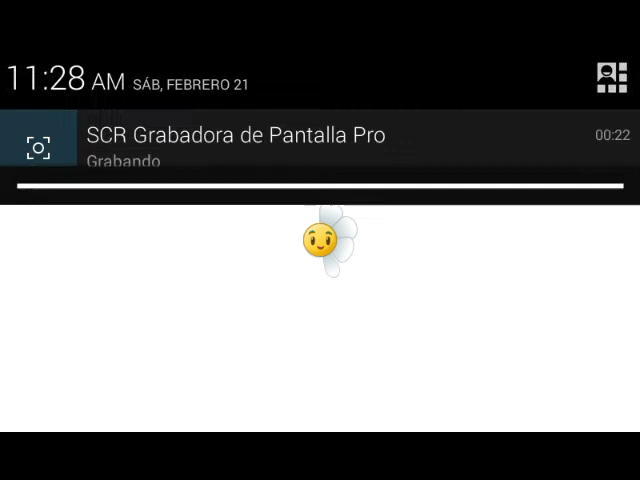 11:28 AM SÁB, FEBRERO 21
SCR Grabadora de Pantalla Pro 00:22
Grabando